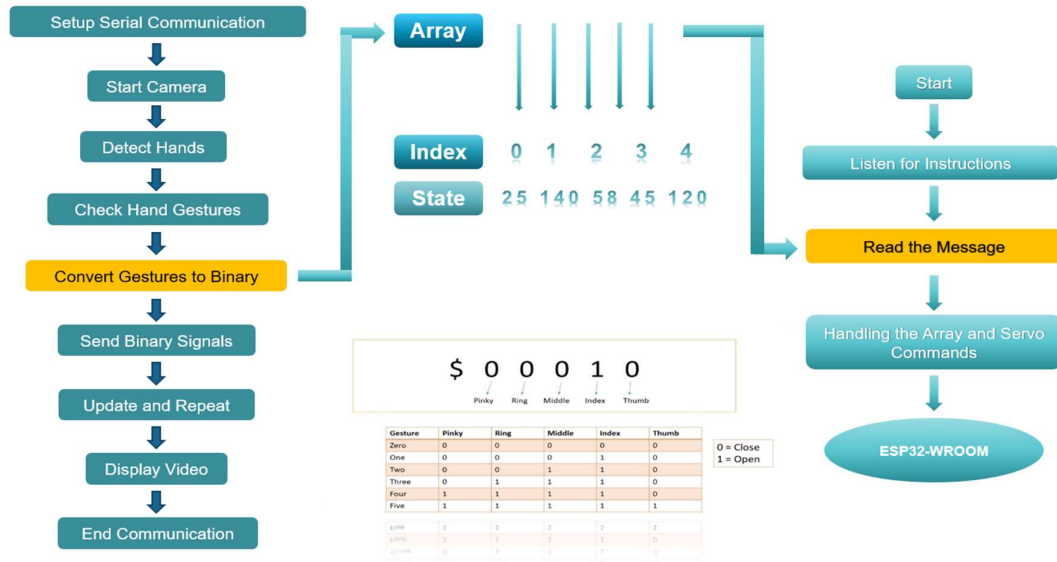 Setup Serial Communication
Start Camera
Detect Hands
Check Hand Gestures
Convert Gestures to Binary
Send Binary Signals
Update and Repeat
Display Video
End Communication
Array
Index 0 1 2 3 4
State 25 140 58 45 120
$ 0 0 0 1 0
Pinky Ring Middle Index Thumb
Gesture Pinky Ring Middle Index Thumb
Zero 0 0 0 0 0
One 0 0 0 1 0
Two 0 0 1 1 0
Three 0 1 1 1 0
Four 1 1 1 1 0
Five 1 1 1 1 1
0 = Close
1 = Open
Start
Listen for Instructions
Read the Message
Handling the Array and Servo
Commands
ESP32-WROOM